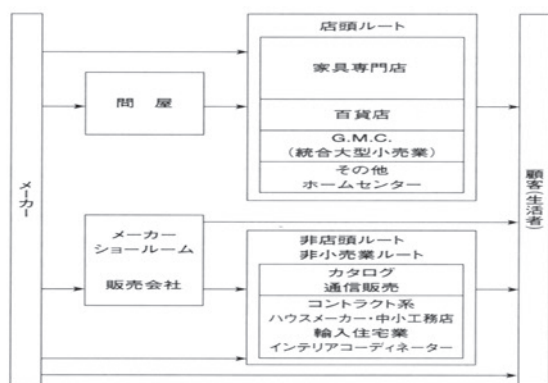 メーカー
問屋
店頭ルート
家具専門店
百貨店
G.M.C.
(統合大型小売業)
その他
ホームセンター
メーカー
ショールーム
販売会社
非店頭ルート
非小売業ルート
カタログ
通信販売
コントラクト系
ハウスメーカー・中小工務店
輸入住宅業
インテリアコーディネーター
顧客(生活者)